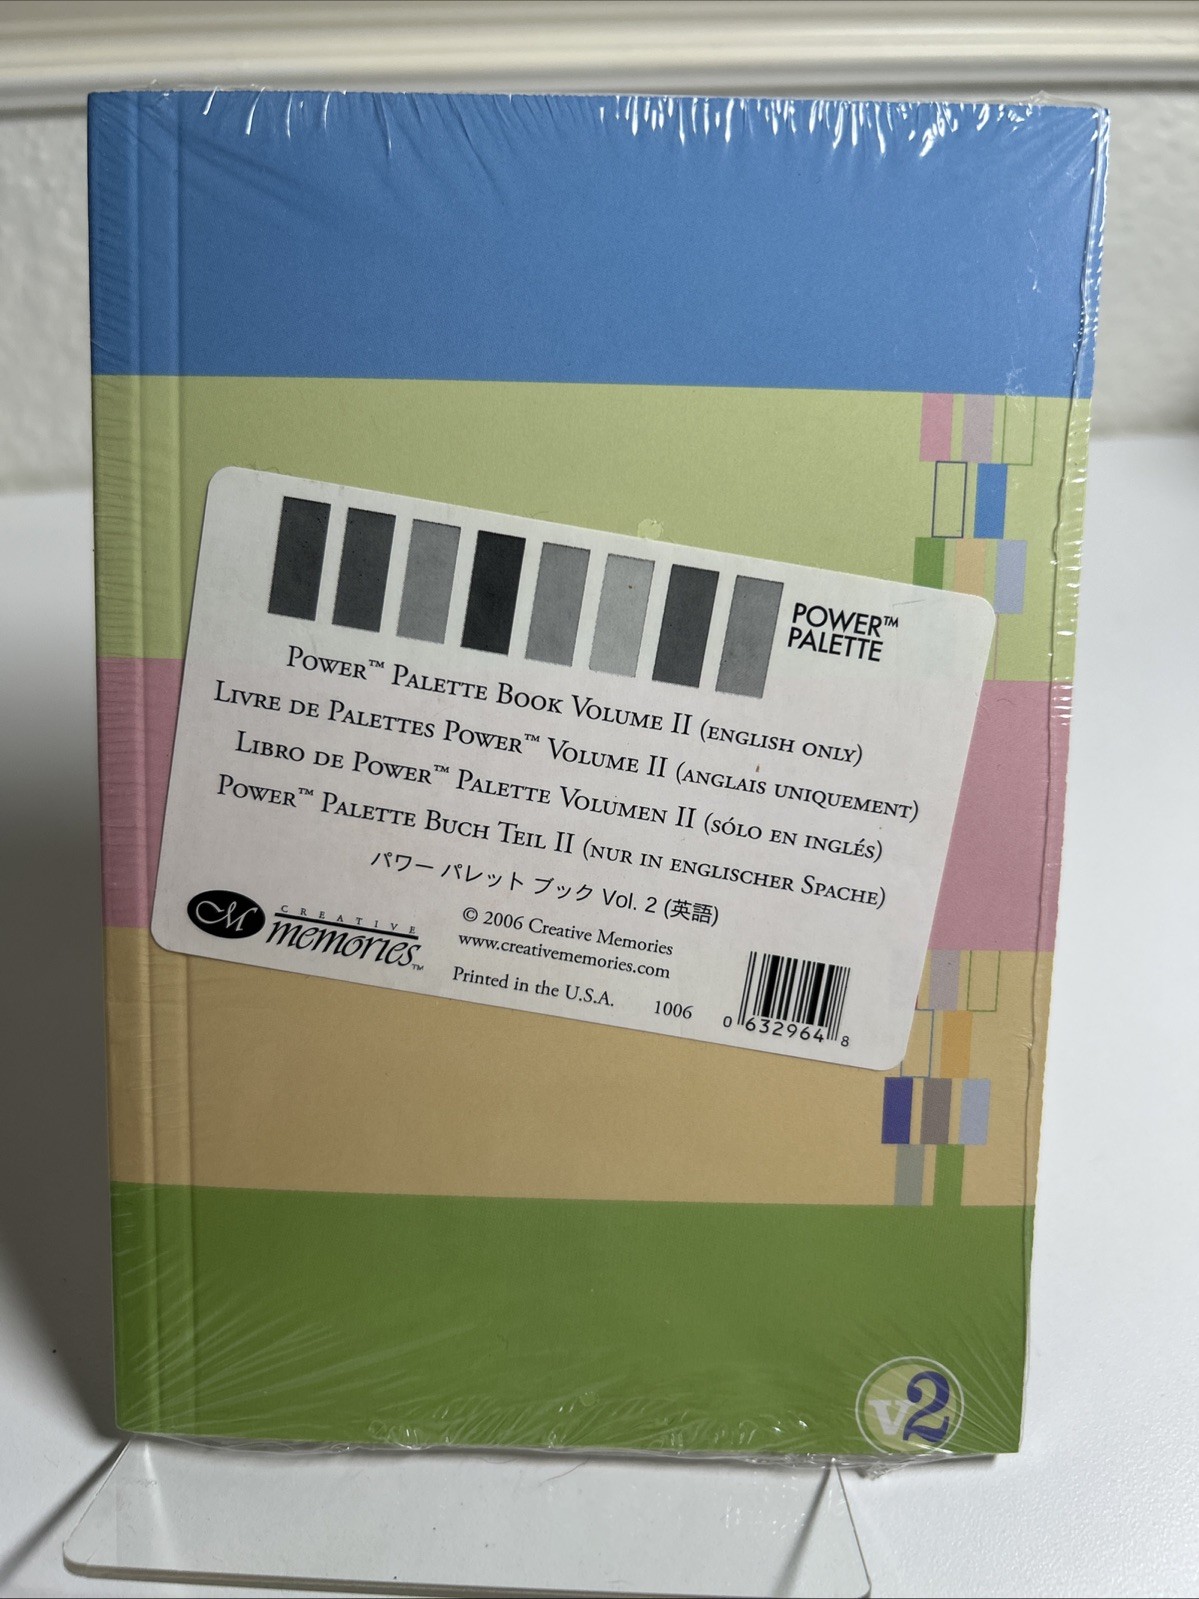 POWER™
PALETTE
Power™ Palette Book Volume II (english only)
Livre de Palettes Power™ Volume II (anglais uniquement)
Libro de Power™ Palette Volumen II (sólo en inglés)
Power™ Palette Buch Teil II (nur in englischer Spache)
パワー パレット ブック Vol. 2 (英語)
M CREATIVE
memories™
© 2006 Creative Memories
www.creativememories.com
Printed in the U.S.A. 1006
0 632964 8
v2